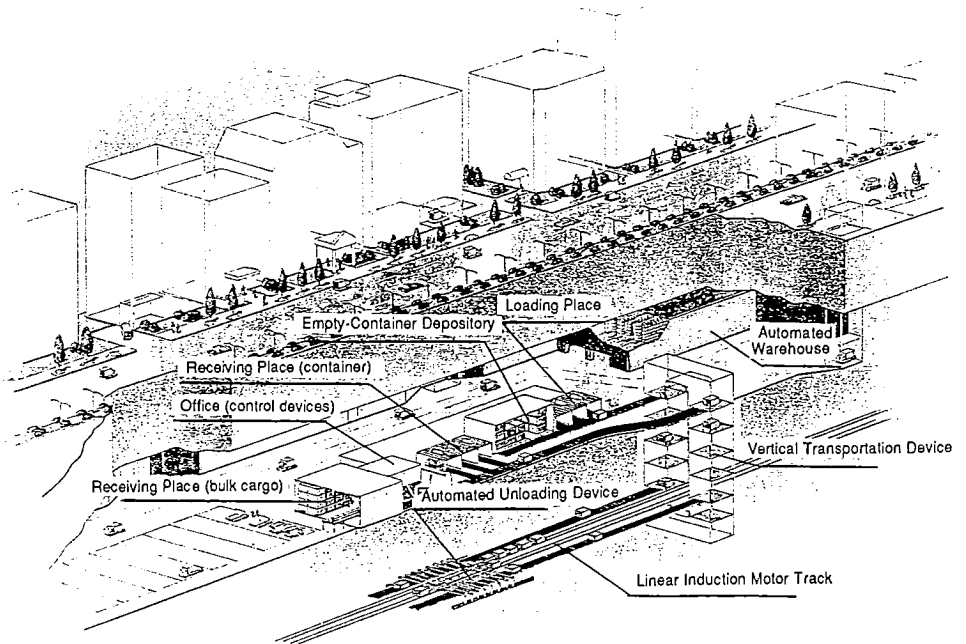 Loading Place
Empty-Container Depository
Automated
Warehouse
Receiving Place (container)
Office (control devices)
Vertical Transportation Device
Receiving Place (bulk cargo)
Automated Unloading Device
Linear Induction Motor Track